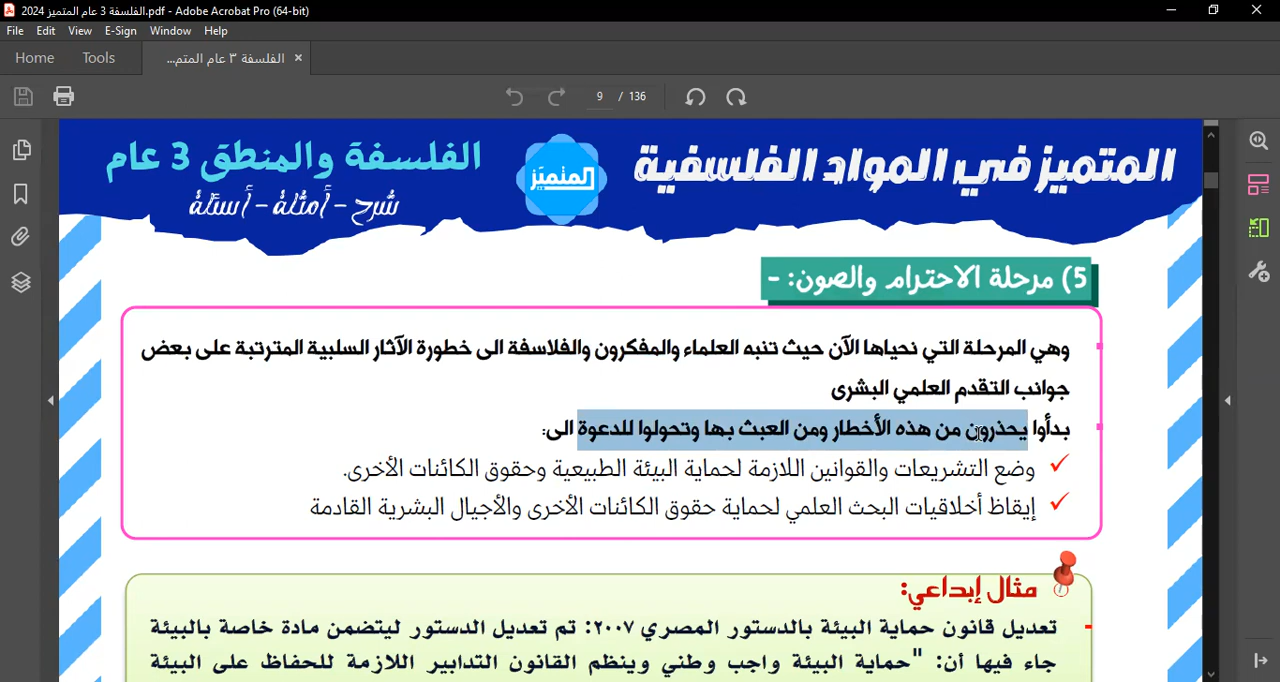 الفلسفة 3 عام المتميز 2024.pdf - Adobe Acrobat Pro (64-bit)
File Edit View E-Sign Window Help
Home Tools الفلسفة ٣ عام المتم... ×
9 / 136
المتميز في المواد الفلسفية
المتميز
الفلسفة والمنطق 3 عام
شرح - أمثلة - أسئلة
5) مرحلة الاحترام والصون: -
وهي المرحلة التي نحياها الآن حيث تنبه العلماء والمفكرون والفلاسفة الى خطورة الآثار السلبية المترتبة على بعض
جوانب التقدم العلمي البشرى
بدأوا يحذرون من هذه الأخطار ومن العبث بها وتحولوا للدعوة الى:
✓ وضع التشريعات والقوانين اللازمة لحماية البيئة الطبيعية وحقوق الكائنات الأخرى.
✓ إيقاظ أخلاقيات البحث العلمي لحماية حقوق الكائنات الأخرى والأجيال البشرية القادمة
مثال إبداعي:
- تعديل قانون حماية البيئة بالدستور المصري ٢٠٠٧: تم تعديل الدستور ليتضمن مادة خاصة بالبيئة
جاء فيها أن: "حماية البيئة واجب وطني وينظم القانون التدابير اللازمة للحفاظ على البيئة